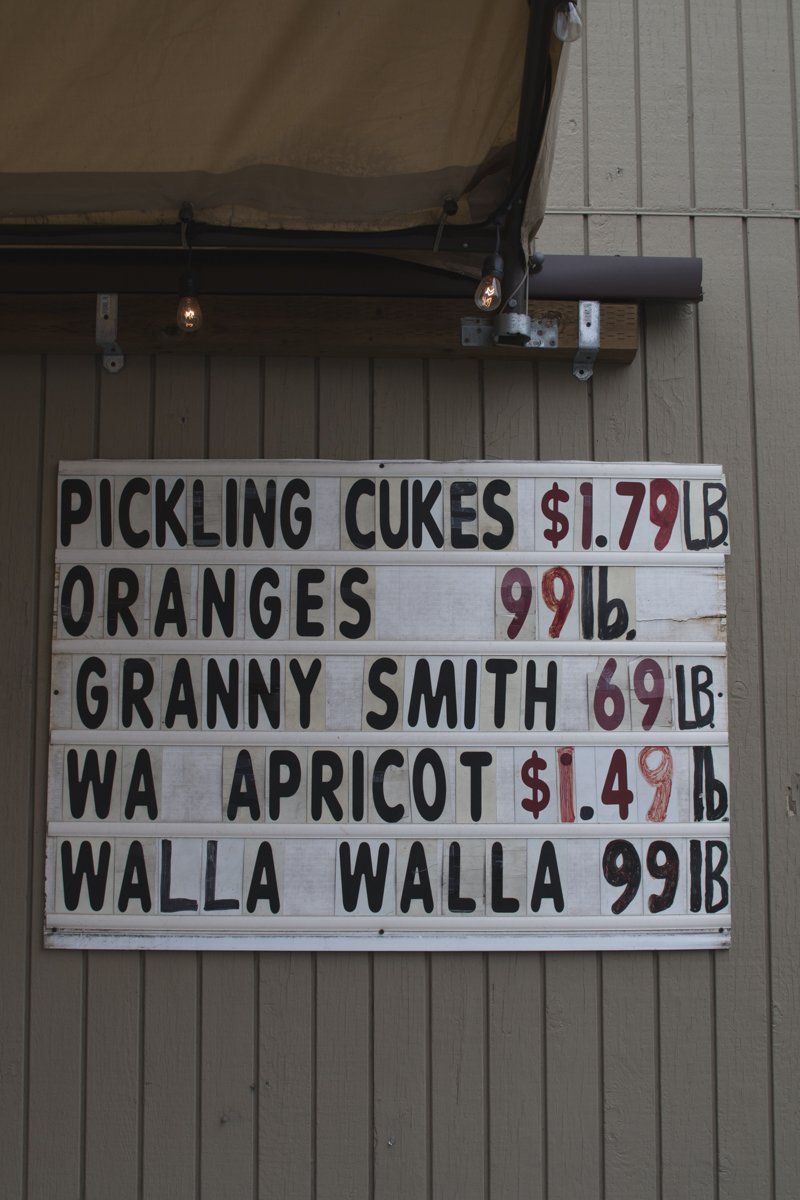 PICKLING CUKES $1.79 LB.
ORANGES 99 lb.
GRANNY SMITH 69 LB.
WA APRICOT $1.49 lb
WALLA WALLA 99 lB